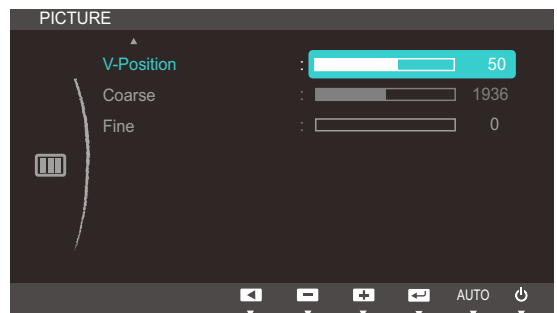 PICTURE
V-Position : 50
Coarse : 1936
Fine : 0
AUTO